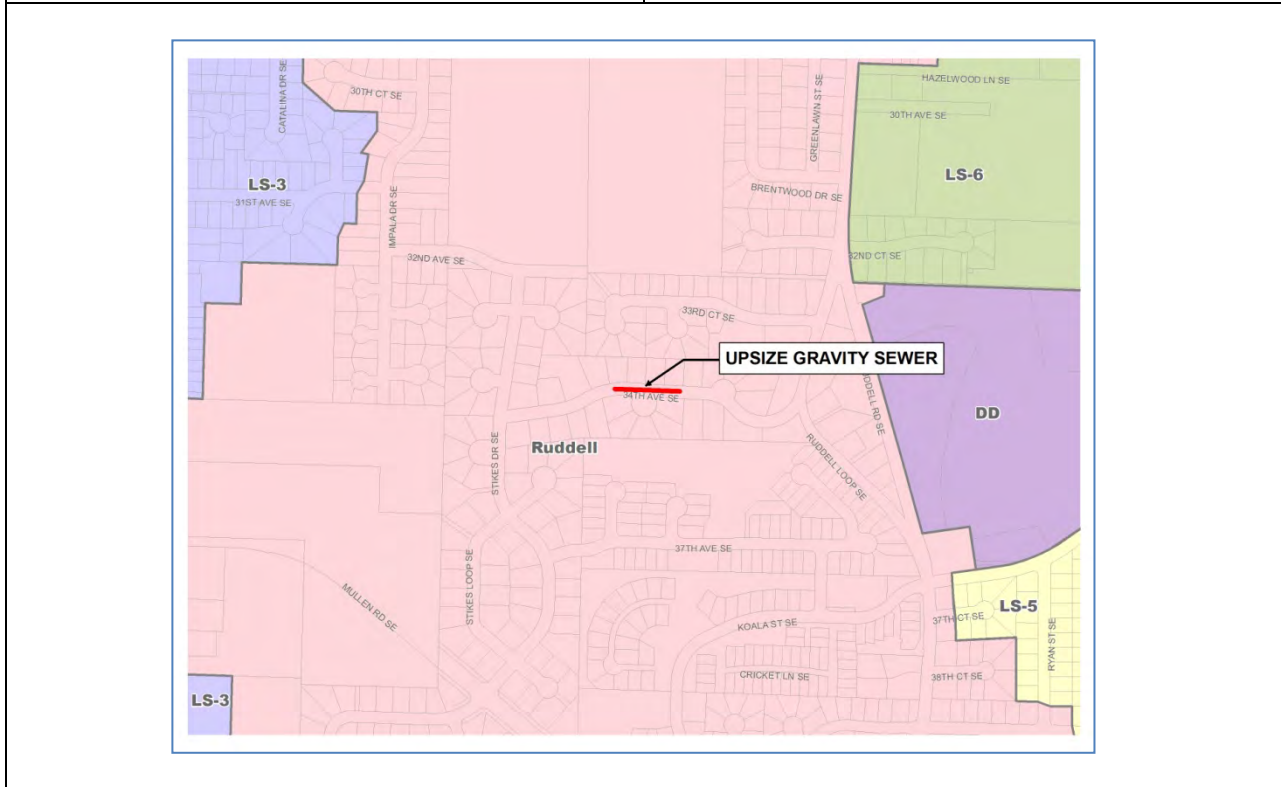 CATALINA DR SE
30TH CT SE
HAZELWOOD LN SE
30TH AVE SE
GREENLAWN ST SE
LS-3
31ST AVE SE
LS-6
BRENTWOOD DR SE
IMPALA DR SE
32ND AVE SE
32ND CT SE
33RD CT SE
UPSIZE GRAVITY SEWER
34TH AVE SE
RUDDELL RD SE
DD
Ruddell
STIKES DR SE
RUDDELL LOOP SE
37TH AVE SE
MULLEN RD SE
STIKES LOOP SE
KOALA ST SE
37TH CT SE
LS-5
RYAN ST SE
CRICKET LN SE
38TH CT SE
LS-3